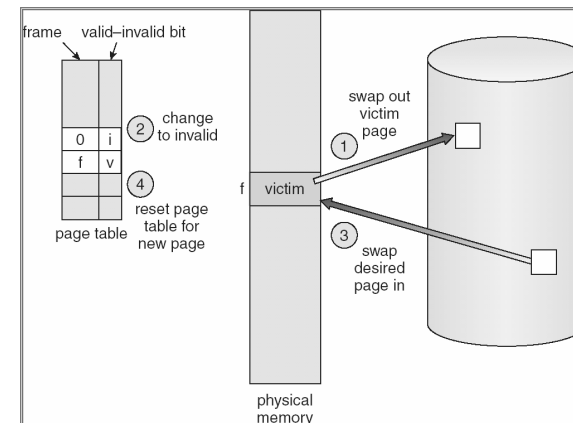 frame
valid–invalid bit
2
change
to invalid
0
i
f
v
4
reset page
table for
new page
page table
swap out
victim
page
1
f
victim
3
swap
desired
page in
physical
memory